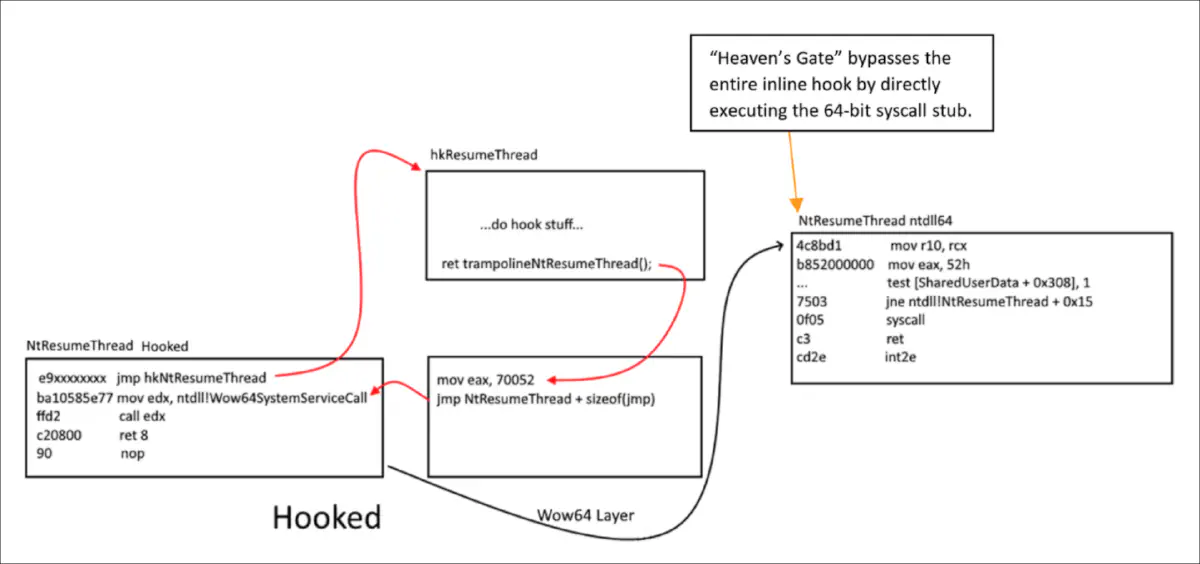 “Heaven’s Gate” bypasses the
entire inline hook by directly
executing the 64-bit syscall stub.
hkResumeThread
...do hook stuff...
ret trampolineNtResumeThread();
NtResumeThread ntdll64
4c8bd1 mov r10, rcx
b852000000 mov eax, 52h
... test [SharedUserData + 0x308], 1
7503 jne ntdll!NtResumeThread + 0x15
0f05 syscall
c3 ret
cd2e int2e
NtResumeThread Hooked
e9xxxxxxxx jmp hkNtResumeThread
ba10585e77 mov edx, ntdll!Wow64SystemServiceCall
ffd2 call edx
c20800 ret 8
90 nop
mov eax, 70052
jmp NtResumeThread + sizeof(jmp)
Hooked
Wow64 Layer